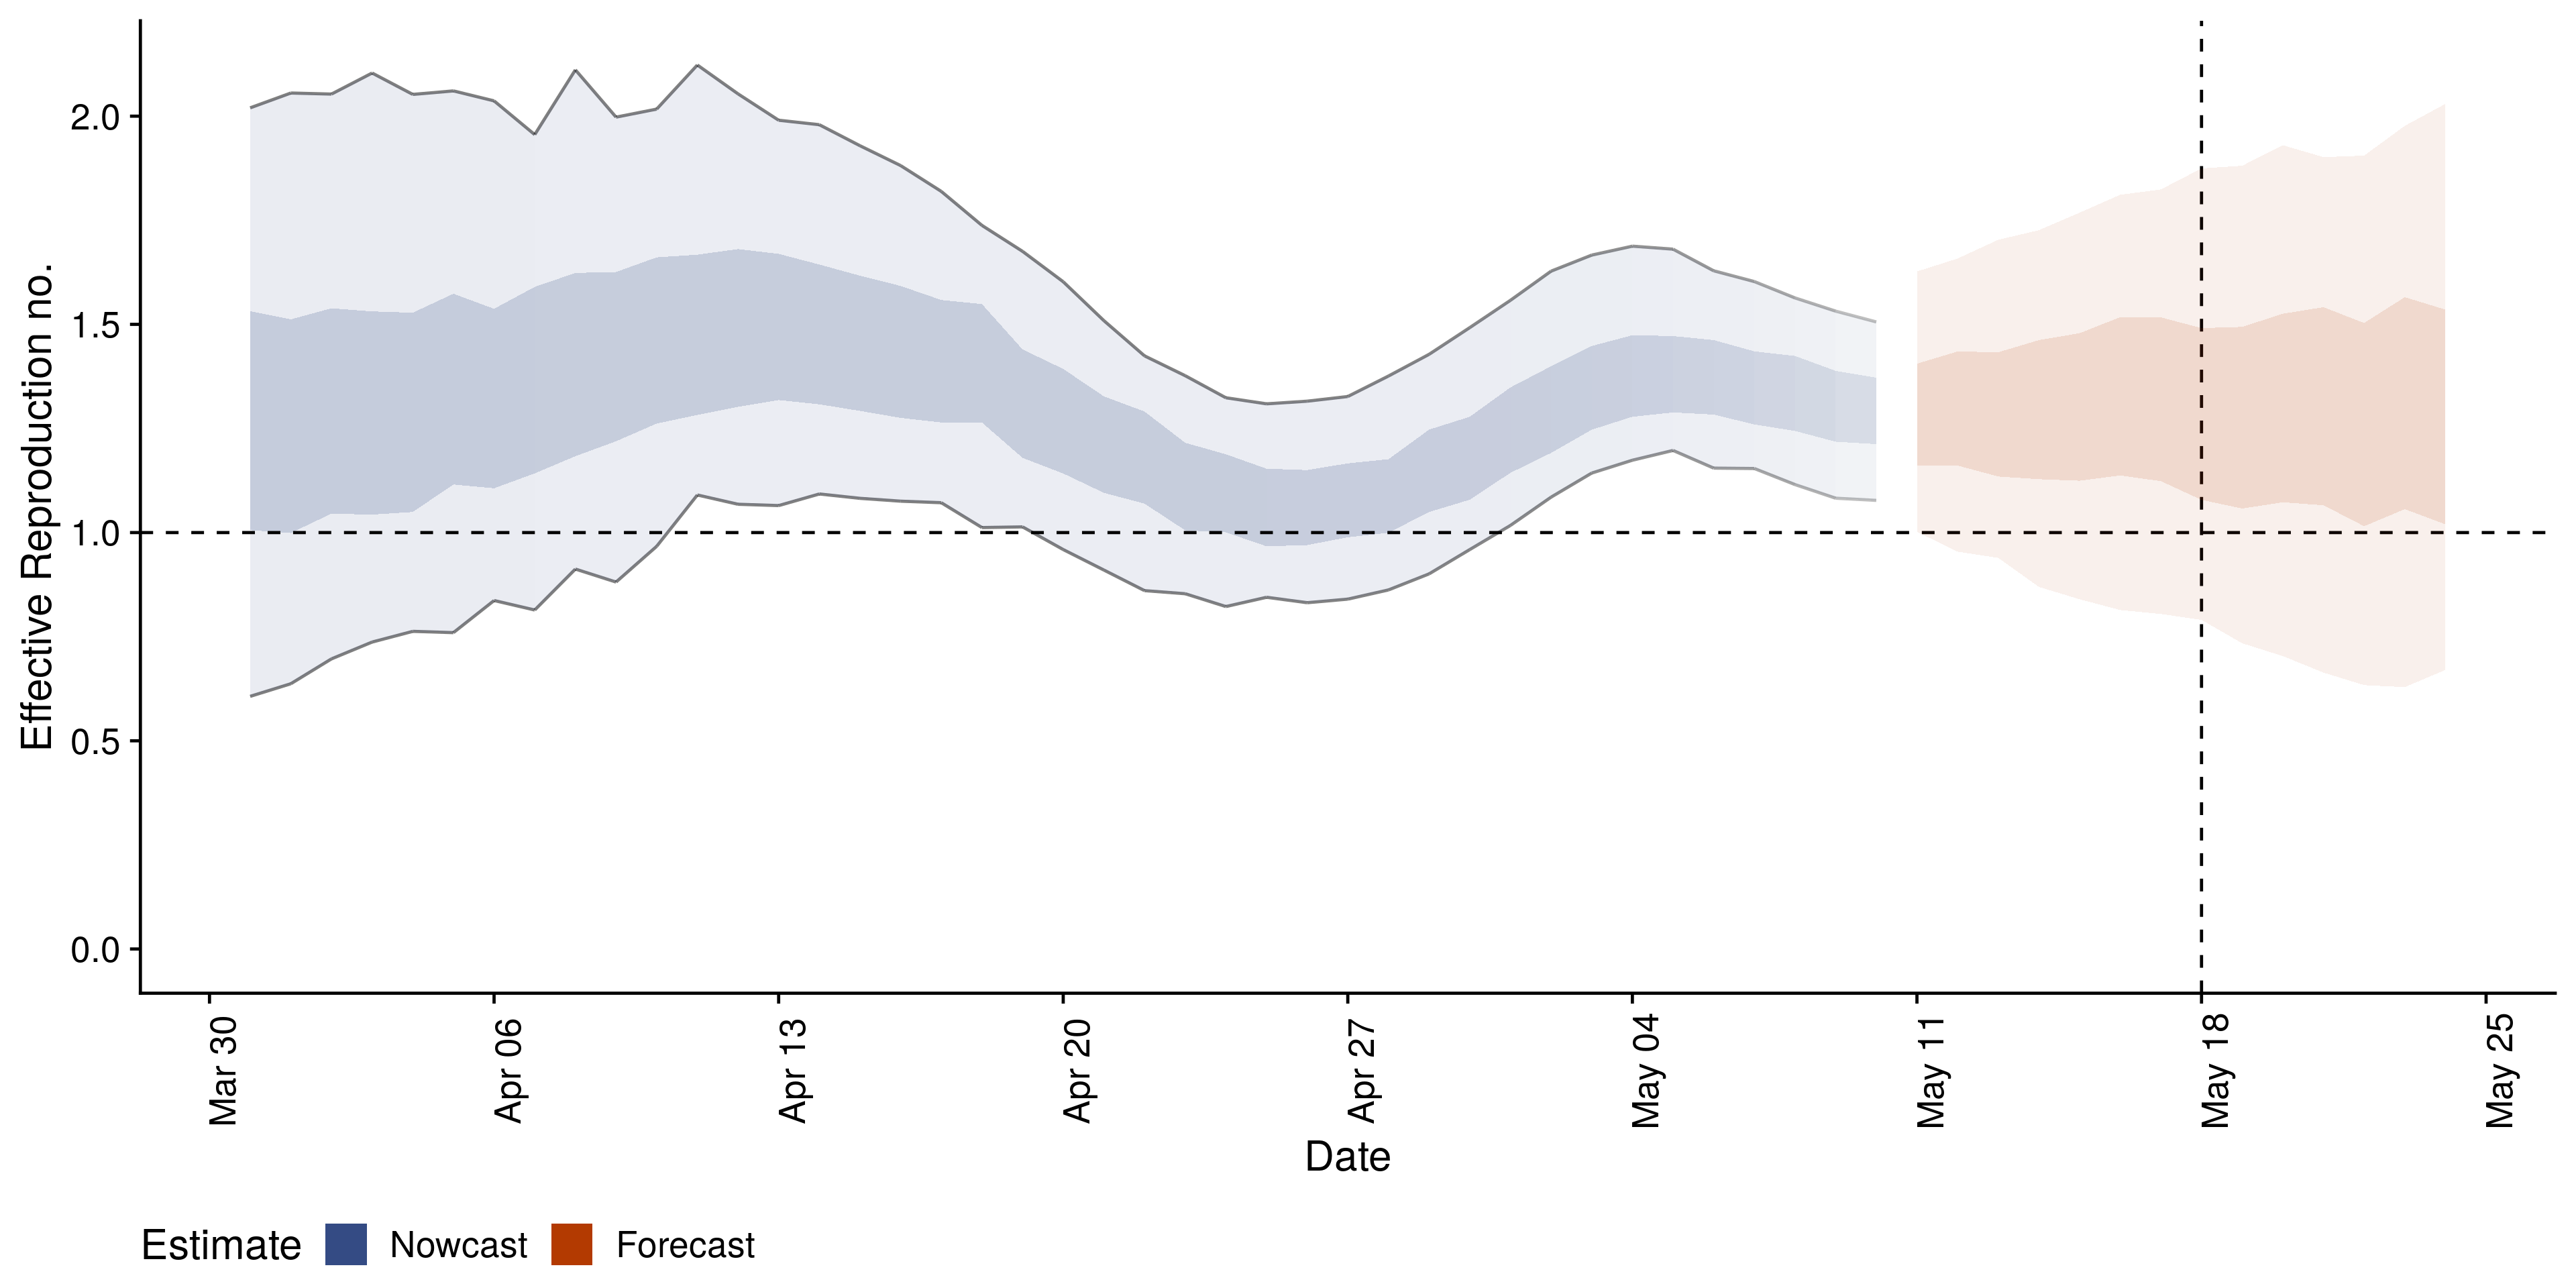 Effective Reproduction no.
2.0
1.5
1.0
0.5
0.0
Mar 30
Apr 06
Apr 13
Apr 20
Apr 27
May 04
May 11
May 18
May 25
Date
Estimate Nowcast Forecast